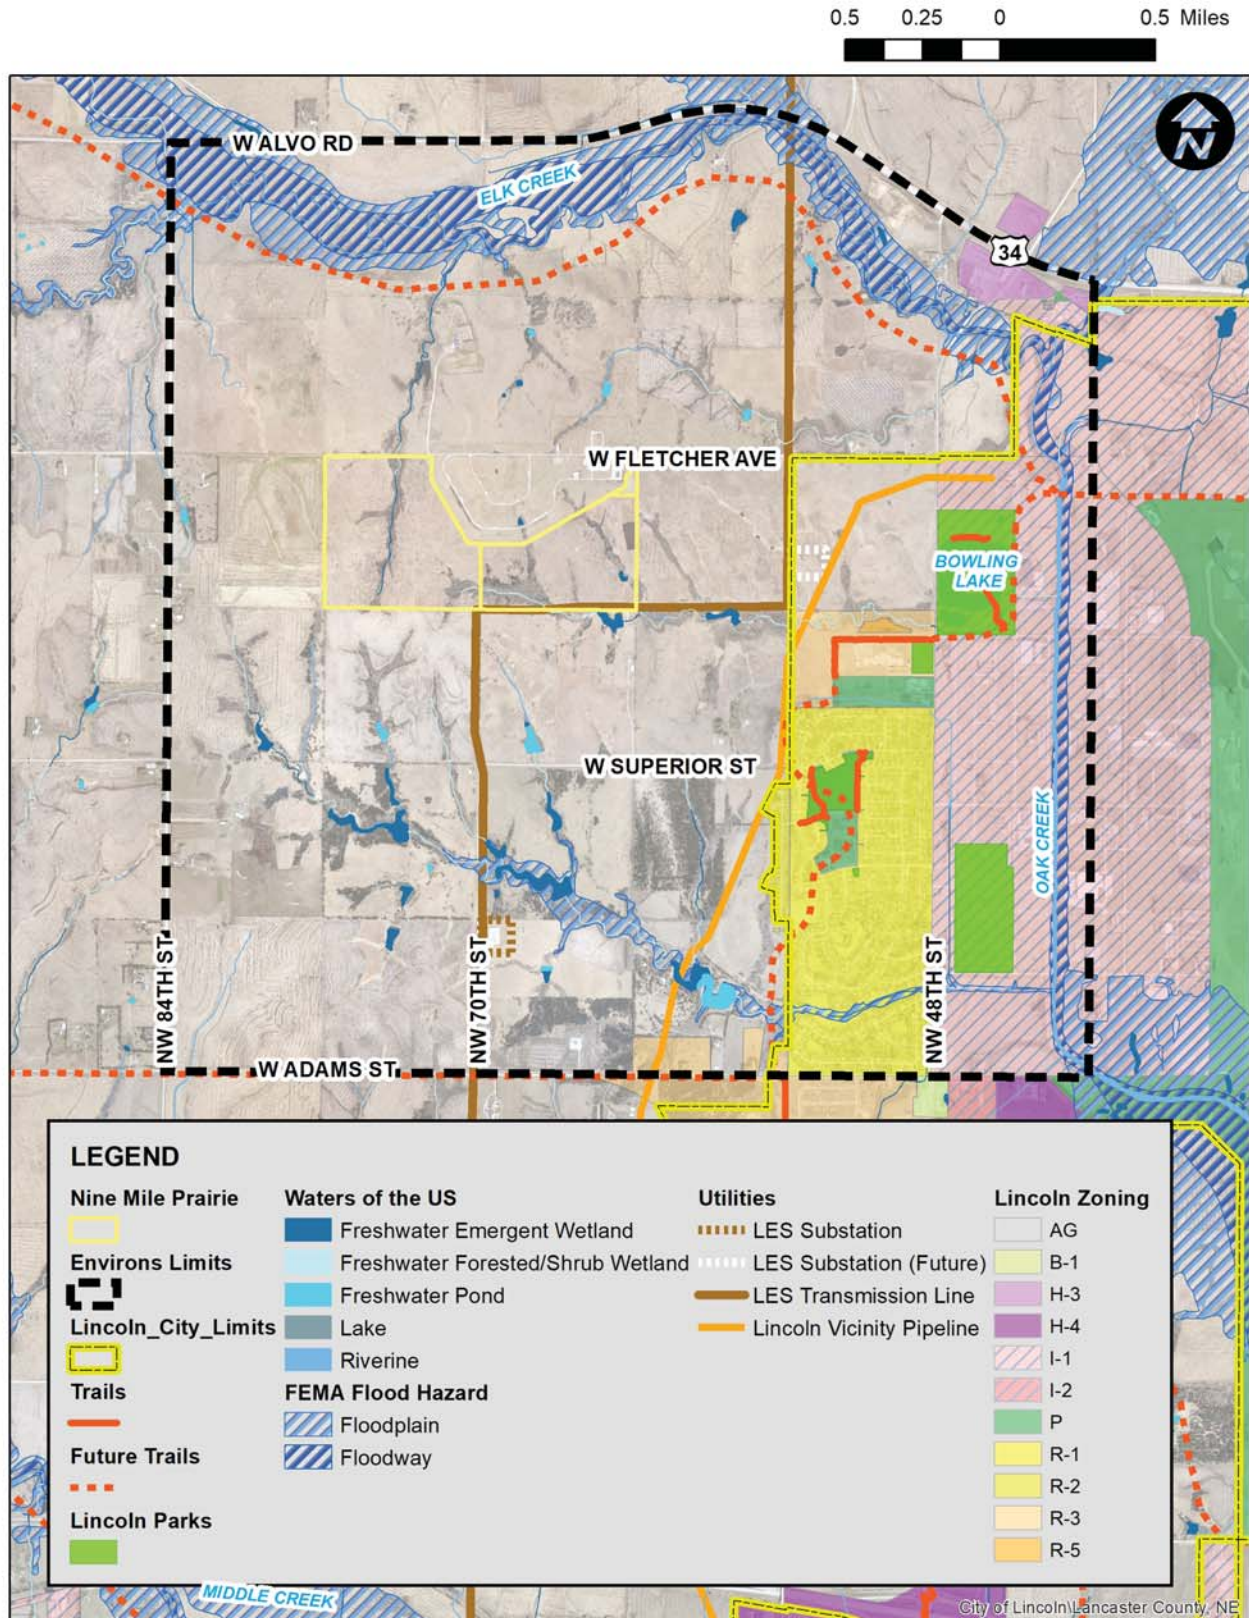 0.5 0.25 0 0.5 Miles
N
W ALVO RD
ELK CREEK
34
W FLETCHER AVE
BOWLING
LAKE
W SUPERIOR ST
OAK CREEK
NW 84TH ST
NW 70TH ST
NW 48TH ST
W ADAMS ST
LEGEND
Nine Mile Prairie
Environs Limits
Lincoln_City_Limits
Trails
Future Trails
Lincoln Parks
Waters of the US
Freshwater Emergent Wetland
Freshwater Forested/Shrub Wetland
Freshwater Pond
Lake
Riverine
FEMA Flood Hazard
Floodplain
Floodway
Utilities
LES Substation
LES Substation (Future)
LES Transmission Line
Lincoln Vicinity Pipeline
Lincoln Zoning
AG
B-1
H-3
H-4
I-1
I-2
P
R-1
R-2
R-3
R-5
MIDDLE CREEK
City of Lincoln\Lancaster County, NE